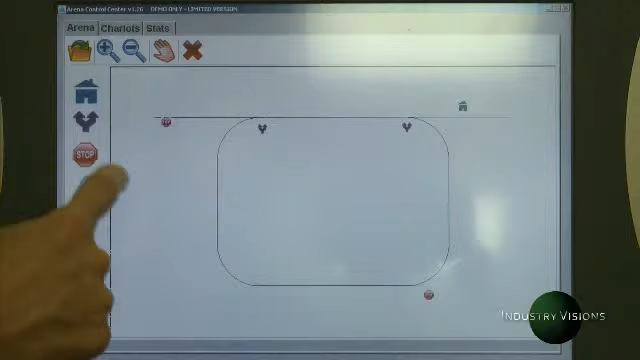 Arena Control Center v1.26 - DEMO ONLY - LIMITED VERSION
Arena Chariots Stats
STOP
INDUSTRY VISIONS